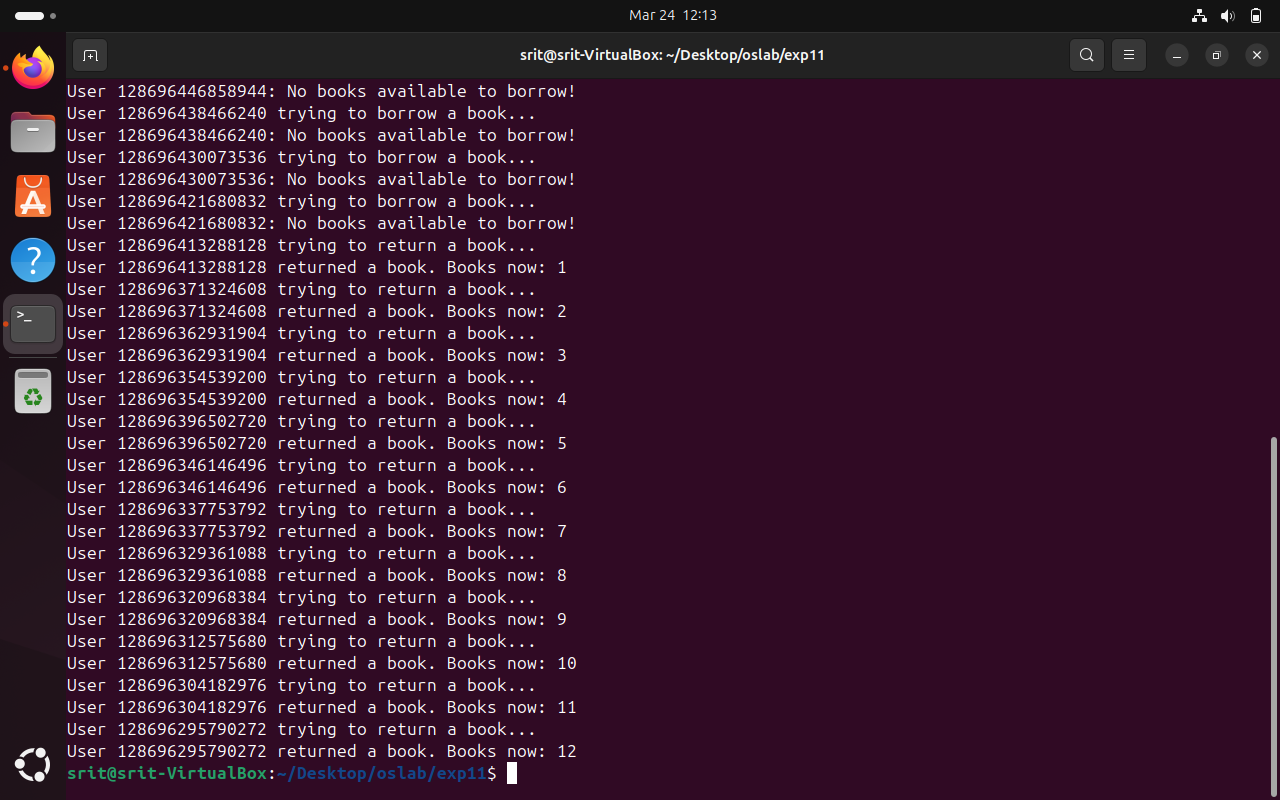 Mar 24 12:13
srit@srit-VirtualBox: ~/Desktop/oslab/exp11
User 128696446858944: No books available to borrow!
User 128696438466240 trying to borrow a book...
User 128696438466240: No books available to borrow!
User 128696430073536 trying to borrow a book...
User 128696430073536: No books available to borrow!
User 128696421680832 trying to borrow a book...
User 128696421680832: No books available to borrow!
User 128696413288128 trying to return a book...
User 128696413288128 returned a book. Books now: 1
User 128696371324608 trying to return a book...
User 128696371324608 returned a book. Books now: 2
User 128696362931904 trying to return a book...
User 128696362931904 returned a book. Books now: 3
User 128696354539200 trying to return a book...
User 128696354539200 returned a book. Books now: 4
User 128696396502720 trying to return a book...
User 128696396502720 returned a book. Books now: 5
User 128696346146496 trying to return a book...
User 128696346146496 returned a book. Books now: 6
User 128696337753792 trying to return a book...
User 128696337753792 returned a book. Books now: 7
User 128696329361088 trying to return a book...
User 128696329361088 returned a book. Books now: 8
User 128696320968384 trying to return a book...
User 128696320968384 returned a book. Books now: 9
User 128696312575680 trying to return a book...
User 128696312575680 returned a book. Books now: 10
User 128696304182976 trying to return a book...
User 128696304182976 returned a book. Books now: 11
User 128696295790272 trying to return a book...
User 128696295790272 returned a book. Books now: 12
srit@srit-VirtualBox:~/Desktop/oslab/exp11$